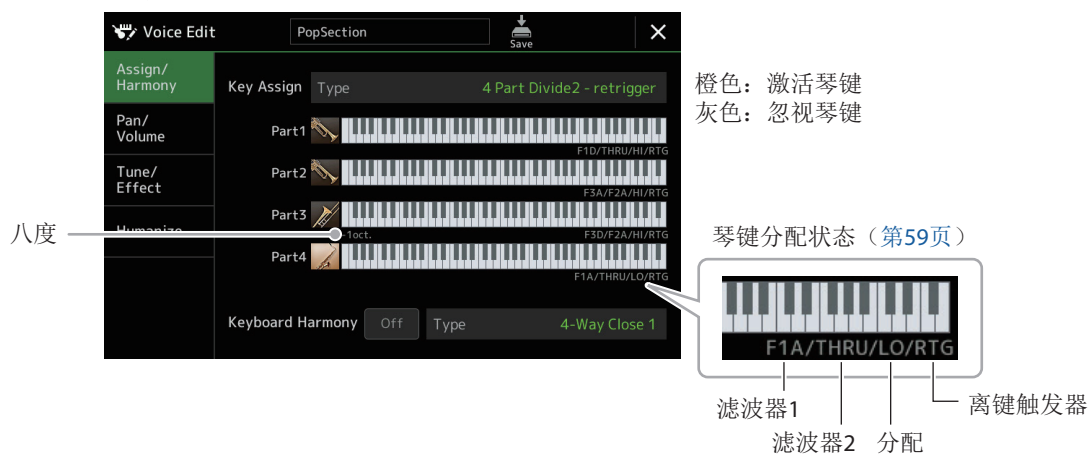 Voice Edit
PopSection
Save
Assign/
Harmony
Pan/
Volume
Tune/
Effect
Humanize
Key Assign
Type
4 Part Divide2 - retrigger
Part1
F1D/THRU/HI/RTG
Part2
F3A/F2A/HI/RTG
Part3
-1oct.
F3D/F2A/HI/RTG
Part4
F1A/THRU/LO/RTG
Keyboard Harmony
Off
Type
4-Way Close 1
橙色：激活琴键
灰色：忽视琴键
八度
琴键分配状态（第59页）
F1A/THRU/LO/RTG
滤波器1
滤波器2
分配
离键触发器